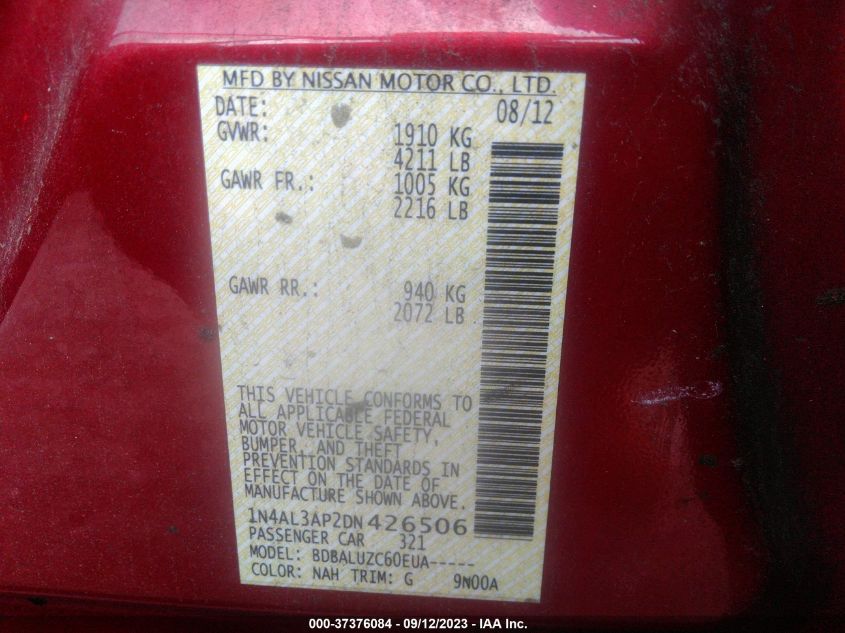 MFD BY NISSAN MOTOR CO., LTD.
DATE: 08/12
GVWR: 1910 KG
4211 LB
GAWR FR.: 1005 KG
2216 LB
GAWR RR.: 940 KG
2072 LB
THIS VEHICLE CONFORMS TO
ALL APPLICABLE FEDERAL
MOTOR VEHICLE SAFETY,
BUMPER, AND THEFT
PREVENTION STANDARDS IN
EFFECT ON THE DATE OF
MANUFACTURE SHOWN ABOVE.
1N4AL3AP2DN426506
PASSENGER CAR 321
MODEL: BDBALUZC60EUA-----
COLOR: NAH TRIM: G 9N00A
000-37376084 - 09/12/2023 - IAA Inc.